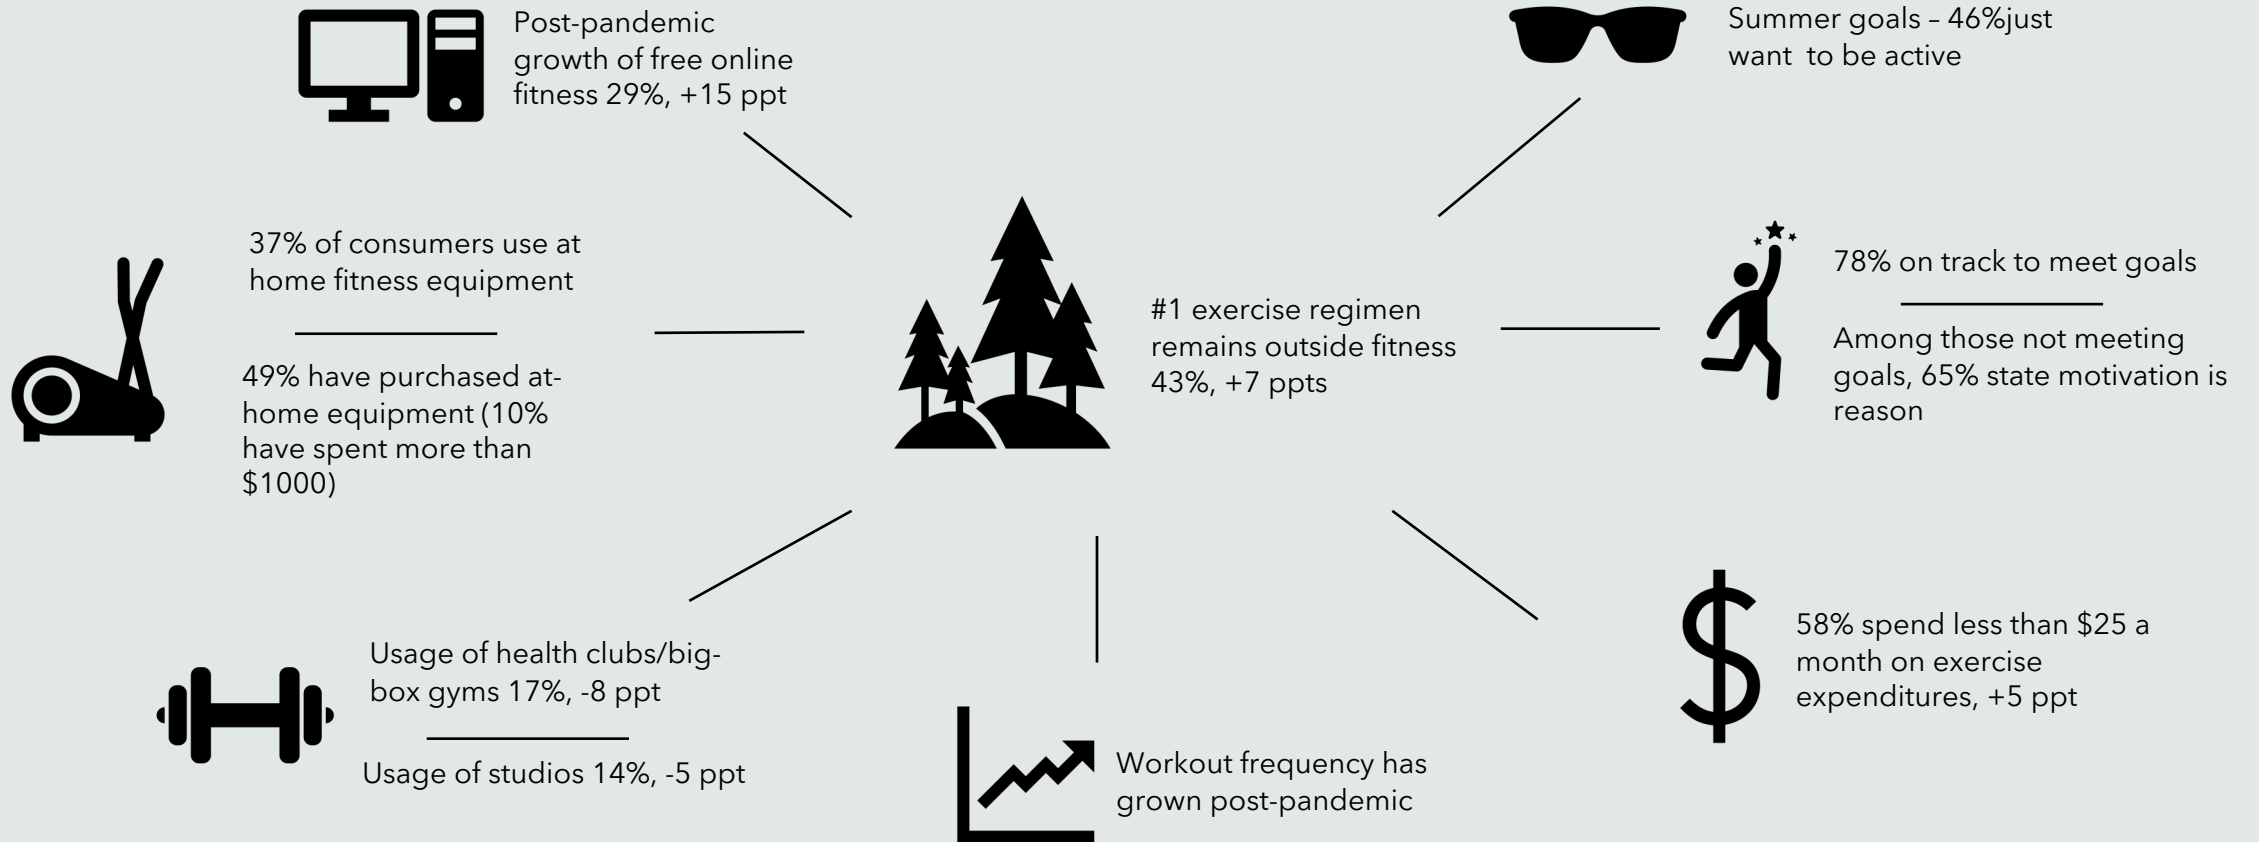 Post-pandemic
growth of free online
fitness 29%, +15 ppt
Summer goals – 46%just
want  to be active
37% of consumers use at
home fitness equipment
49% have purchased at-
home equipment (10%
have spent more than
$1000)
#1 exercise regimen
remains outside fitness
43%, +7 ppts
78% on track to meet goals
Among those not meeting
goals, 65% state motivation is
reason
Usage of health clubs/big-
box gyms 17%, -8 ppt
Usage of studios 14%, -5 ppt
Workout frequency has
grown post-pandemic
58% spend less than $25 a
month on exercise
expenditures, +5 ppt